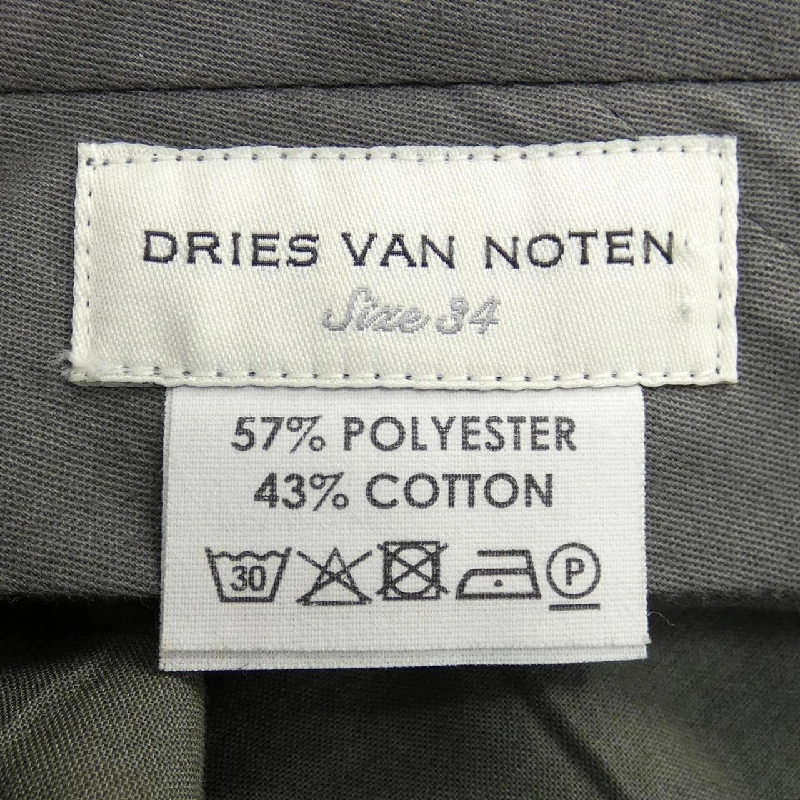 DRIES VAN NOTEN
Size 34
57% POLYESTER
43% COTTON
30 P